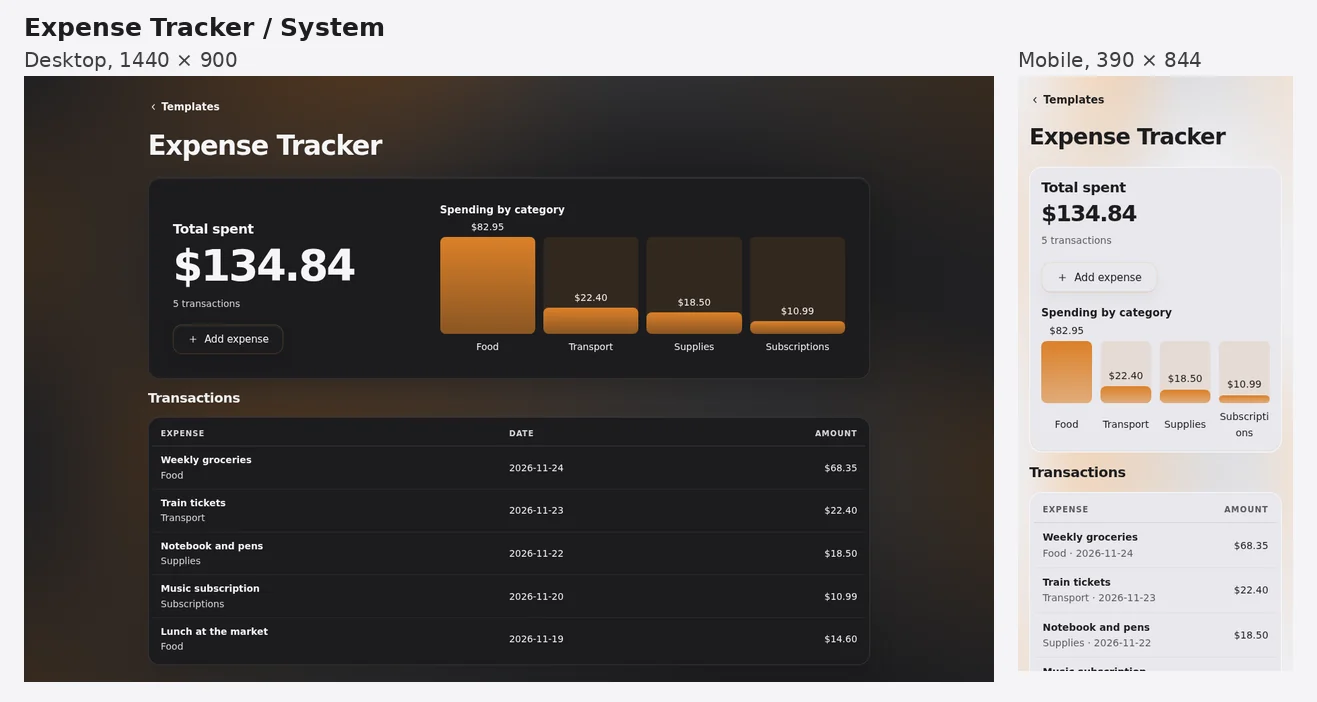 Expense Tracker / System
Desktop, 1440 × 900
‹ Templates
Expense Tracker
Total spent
$134.84
5 transactions
+ Add expense
Spending by category
$82.95
$22.40
$18.50
$10.99
Food
Transport
Supplies
Subscriptions
Transactions
EXPENSE DATE AMOUNT
Weekly groceries
Food
2026-11-24
$68.35
Train tickets
Transport
2026-11-23
$22.40
Notebook and pens
Supplies
2026-11-22
$18.50
Music subscription
Subscriptions
2026-11-20
$10.99
Lunch at the market
Food
2026-11-19
$14.60
Mobile, 390 × 844
‹ Templates
Expense Tracker
Total spent
$134.84
5 transactions
+ Add expense
Spending by category
$82.95
$22.40
$18.50
$10.99
Food
Transport
Supplies
Subscripti
ons
Transactions
EXPENSE AMOUNT
Weekly groceries
Food · 2026-11-24
$68.35
Train tickets
Transport · 2026-11-23
$22.40
Notebook and pens
Supplies · 2026-11-22
$18.50
Music subscription